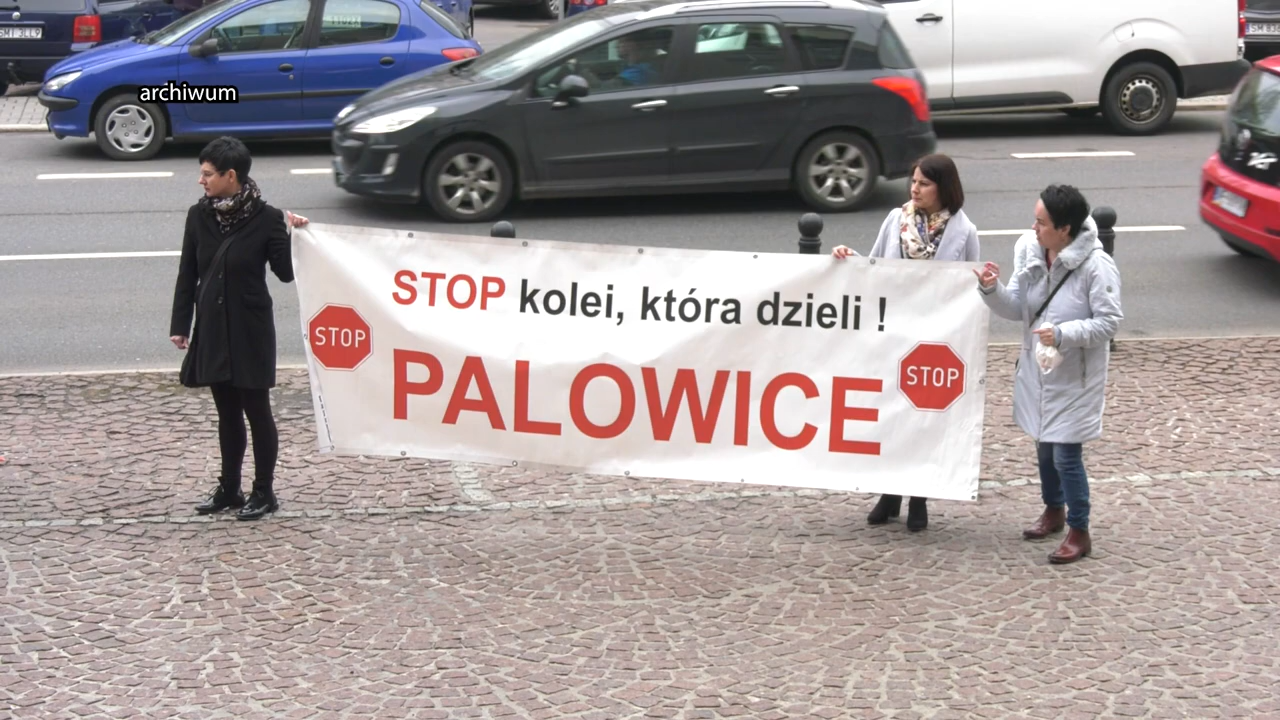 archiwum
STOP kolei, która dzieli !
STOP
PALOWICE
STOP